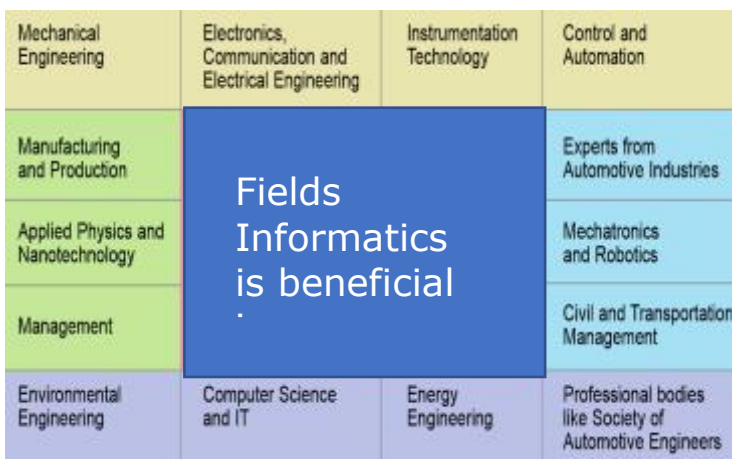 Mechanical
Engineering
Electronics,
Communication and
Electrical Engineering
Instrumentation
Technology
Control and
Automation
Manufacturing
and Production
Experts from
Automotive Industries
Fields
Informatics
is beneficial
Applied Physics and
Nanotechnology
Mechatronics
and Robotics
Management
Civil and Transportation
Management
Environmental
Engineering
Computer Science
and IT
Energy
Engineering
Professional bodies
like Society of
Automotive Engineers